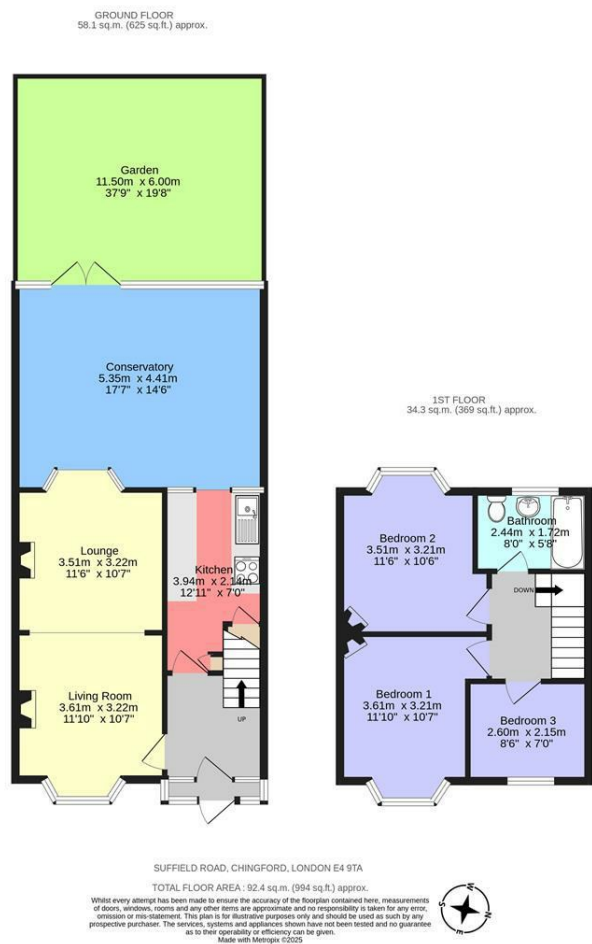 GROUND FLOOR
58.1 sq.m. (625 sq.ft.) approx.
Garden
11.50m x 6.00m
37'9" x 19'8"
Conservatory
5.35m x 4.41m
17'7" x 14'6"
Lounge
3.51m x 3.22m
11'6" x 10'7"
Kitchen
3.94m x 2.14m
12'11" x 7'0"
Living Room
3.61m x 3.22m
11'10" x 10'7"
UP
1ST FLOOR
34.3 sq.m. (369 sq.ft.) approx.
Bedroom 2
3.51m x 3.21m
11'6" x 10'6"
Bathroom
2.44m x 1.72m
8'0" x 5'8"
DOWN
Bedroom 1
3.61m x 3.21m
11'10" x 10'7"
Bedroom 3
2.60m x 2.15m
8'6" x 7'0"
SUFFIELD ROAD, CHINGFORD, LONDON E4 9TA
TOTAL FLOOR AREA : 92.4 sq.m. (994 sq.ft.) approx.
Whilst every attempt has been made to ensure the accuracy of the floorplan contained here, measurements
of doors, windows, rooms and any other items are approximate and no responsibility is taken for any error,
omission or mis-statement. This plan is for illustrative purposes only and should be used as such by any
prospective purchaser. The services, systems and appliances shown have not been tested and no guarantee
as to their operability or efficiency can be given.
Made with Metropix ©2025
W
N
S
E